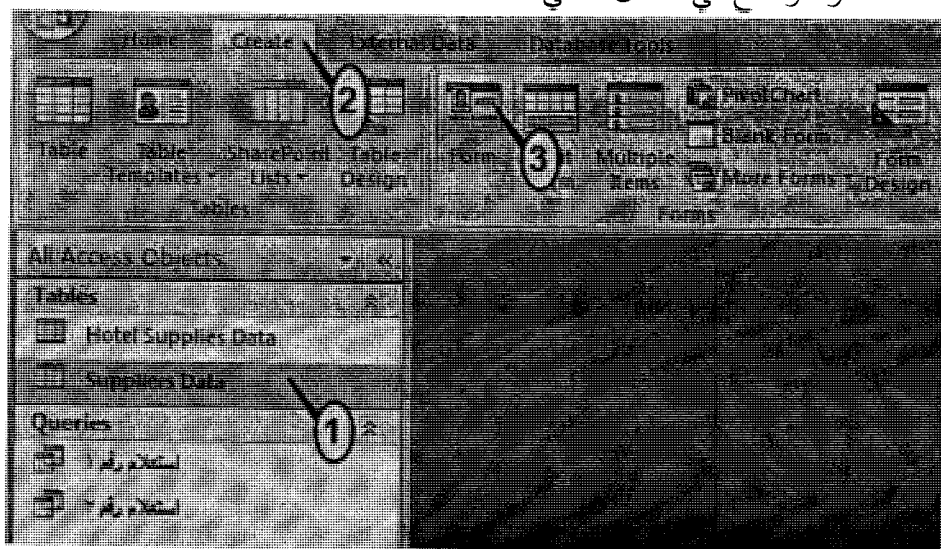 Home Create External Data Database Tools
2
3
Table Table Templates SharePoint Lists Table Design
Tables
Form Multiple Items PivotChart Blank Form More Forms Form Design
Forms
All Access Objects
Tables
Hotel Supplies Data
Suppliers Data
1
Queries
استعلام رقم ١
استعلام رقم ٢